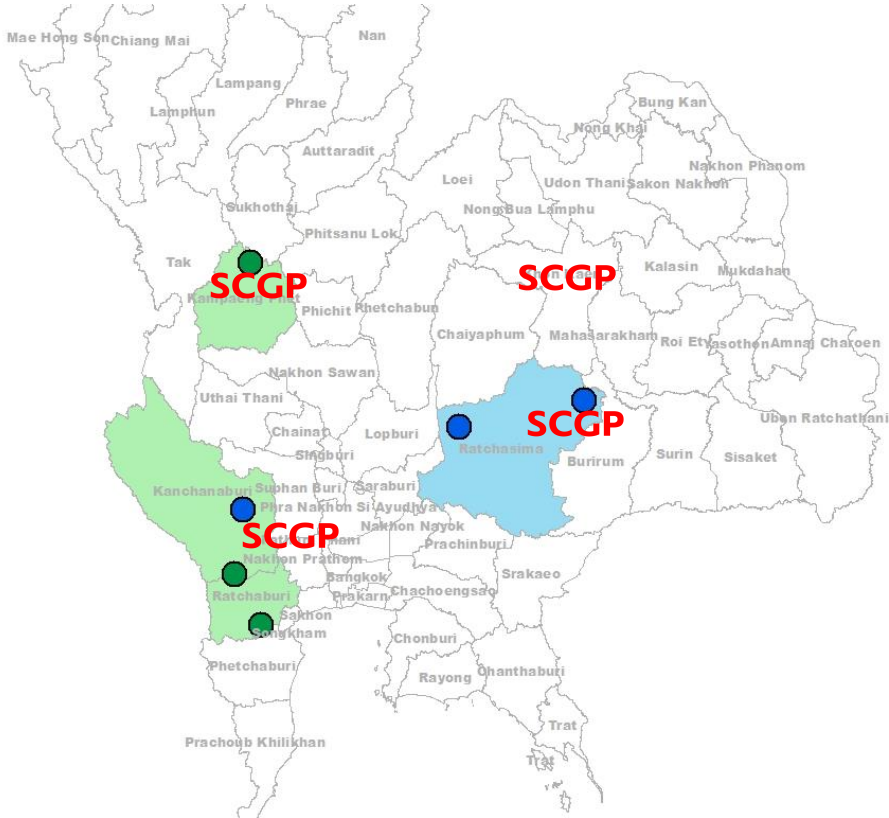 Nan
Mae Hong Son
Chiang Mai
Lampang
Phrae
Lamphun
Bung Kan
Nong Khai
Auttaradit
Nakhon Phanom
Loei
Udon Thani
Sakon Nakhon
Sukhothai
Nong Bua Lamphu
Phitsanu Lok
Tak
SCGP
SCGP
Kalasin
Mukdahan
Kampaeng Phet
Phichit
Phetchabun
Chaiyaphum
Mahasarakham
Roi Et
Yasothon
Amnaj Charoen
Nakhon Sawan
Uthai Thani
Ubon Ratchathani
Chainat
Lopburi
SCGP
Ratchasima
Singburi
Burirum
Surin
Sisaket
Kanchanaburi
Suphan Buri
Saraburi
Phra Nakhon Si Ayudhya
Nakhon Nayok
SCGP
Prachinburi
Nakhon Prathom
Bangkok
Srakaeo
Ratchaburi
Prakarn
Chachoengsao
Sakhon
Songkham
Chonburi
Phetchaburi
Rayong
Chanthaburi
Trat
Prachoub Khilikhan
Trat